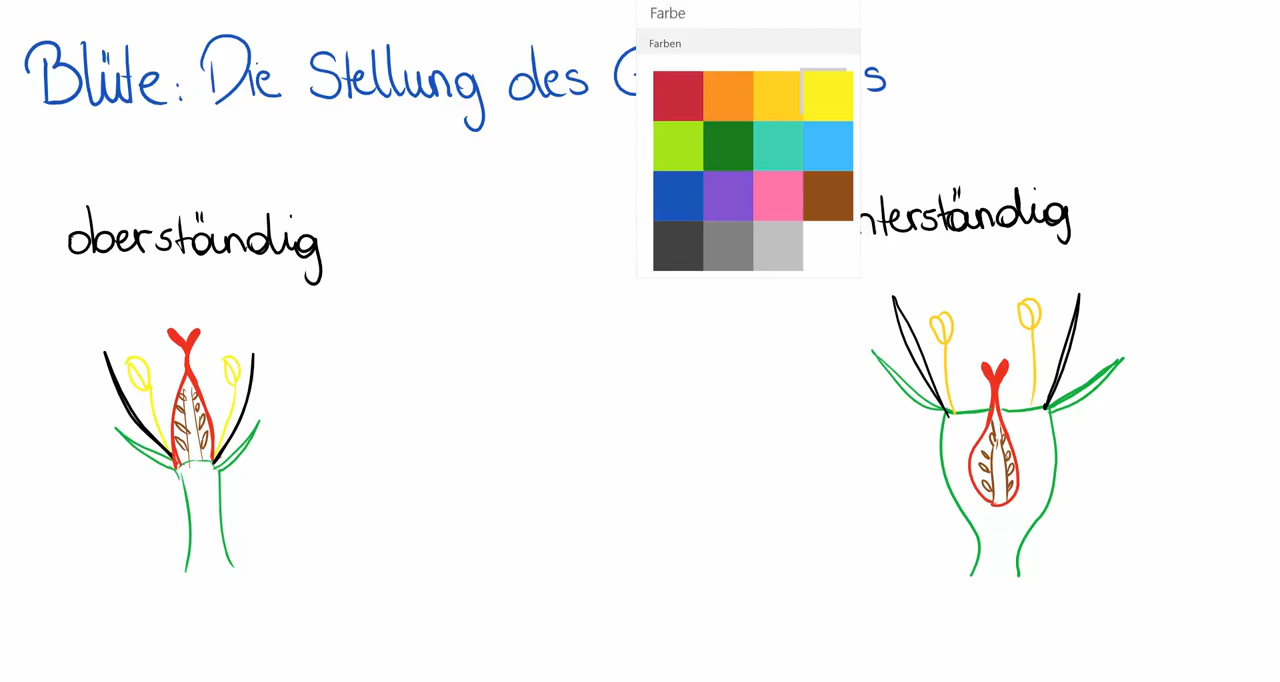 Farbe
Farben
Blüte: Die Stellung des G s
oberständig
nterständig